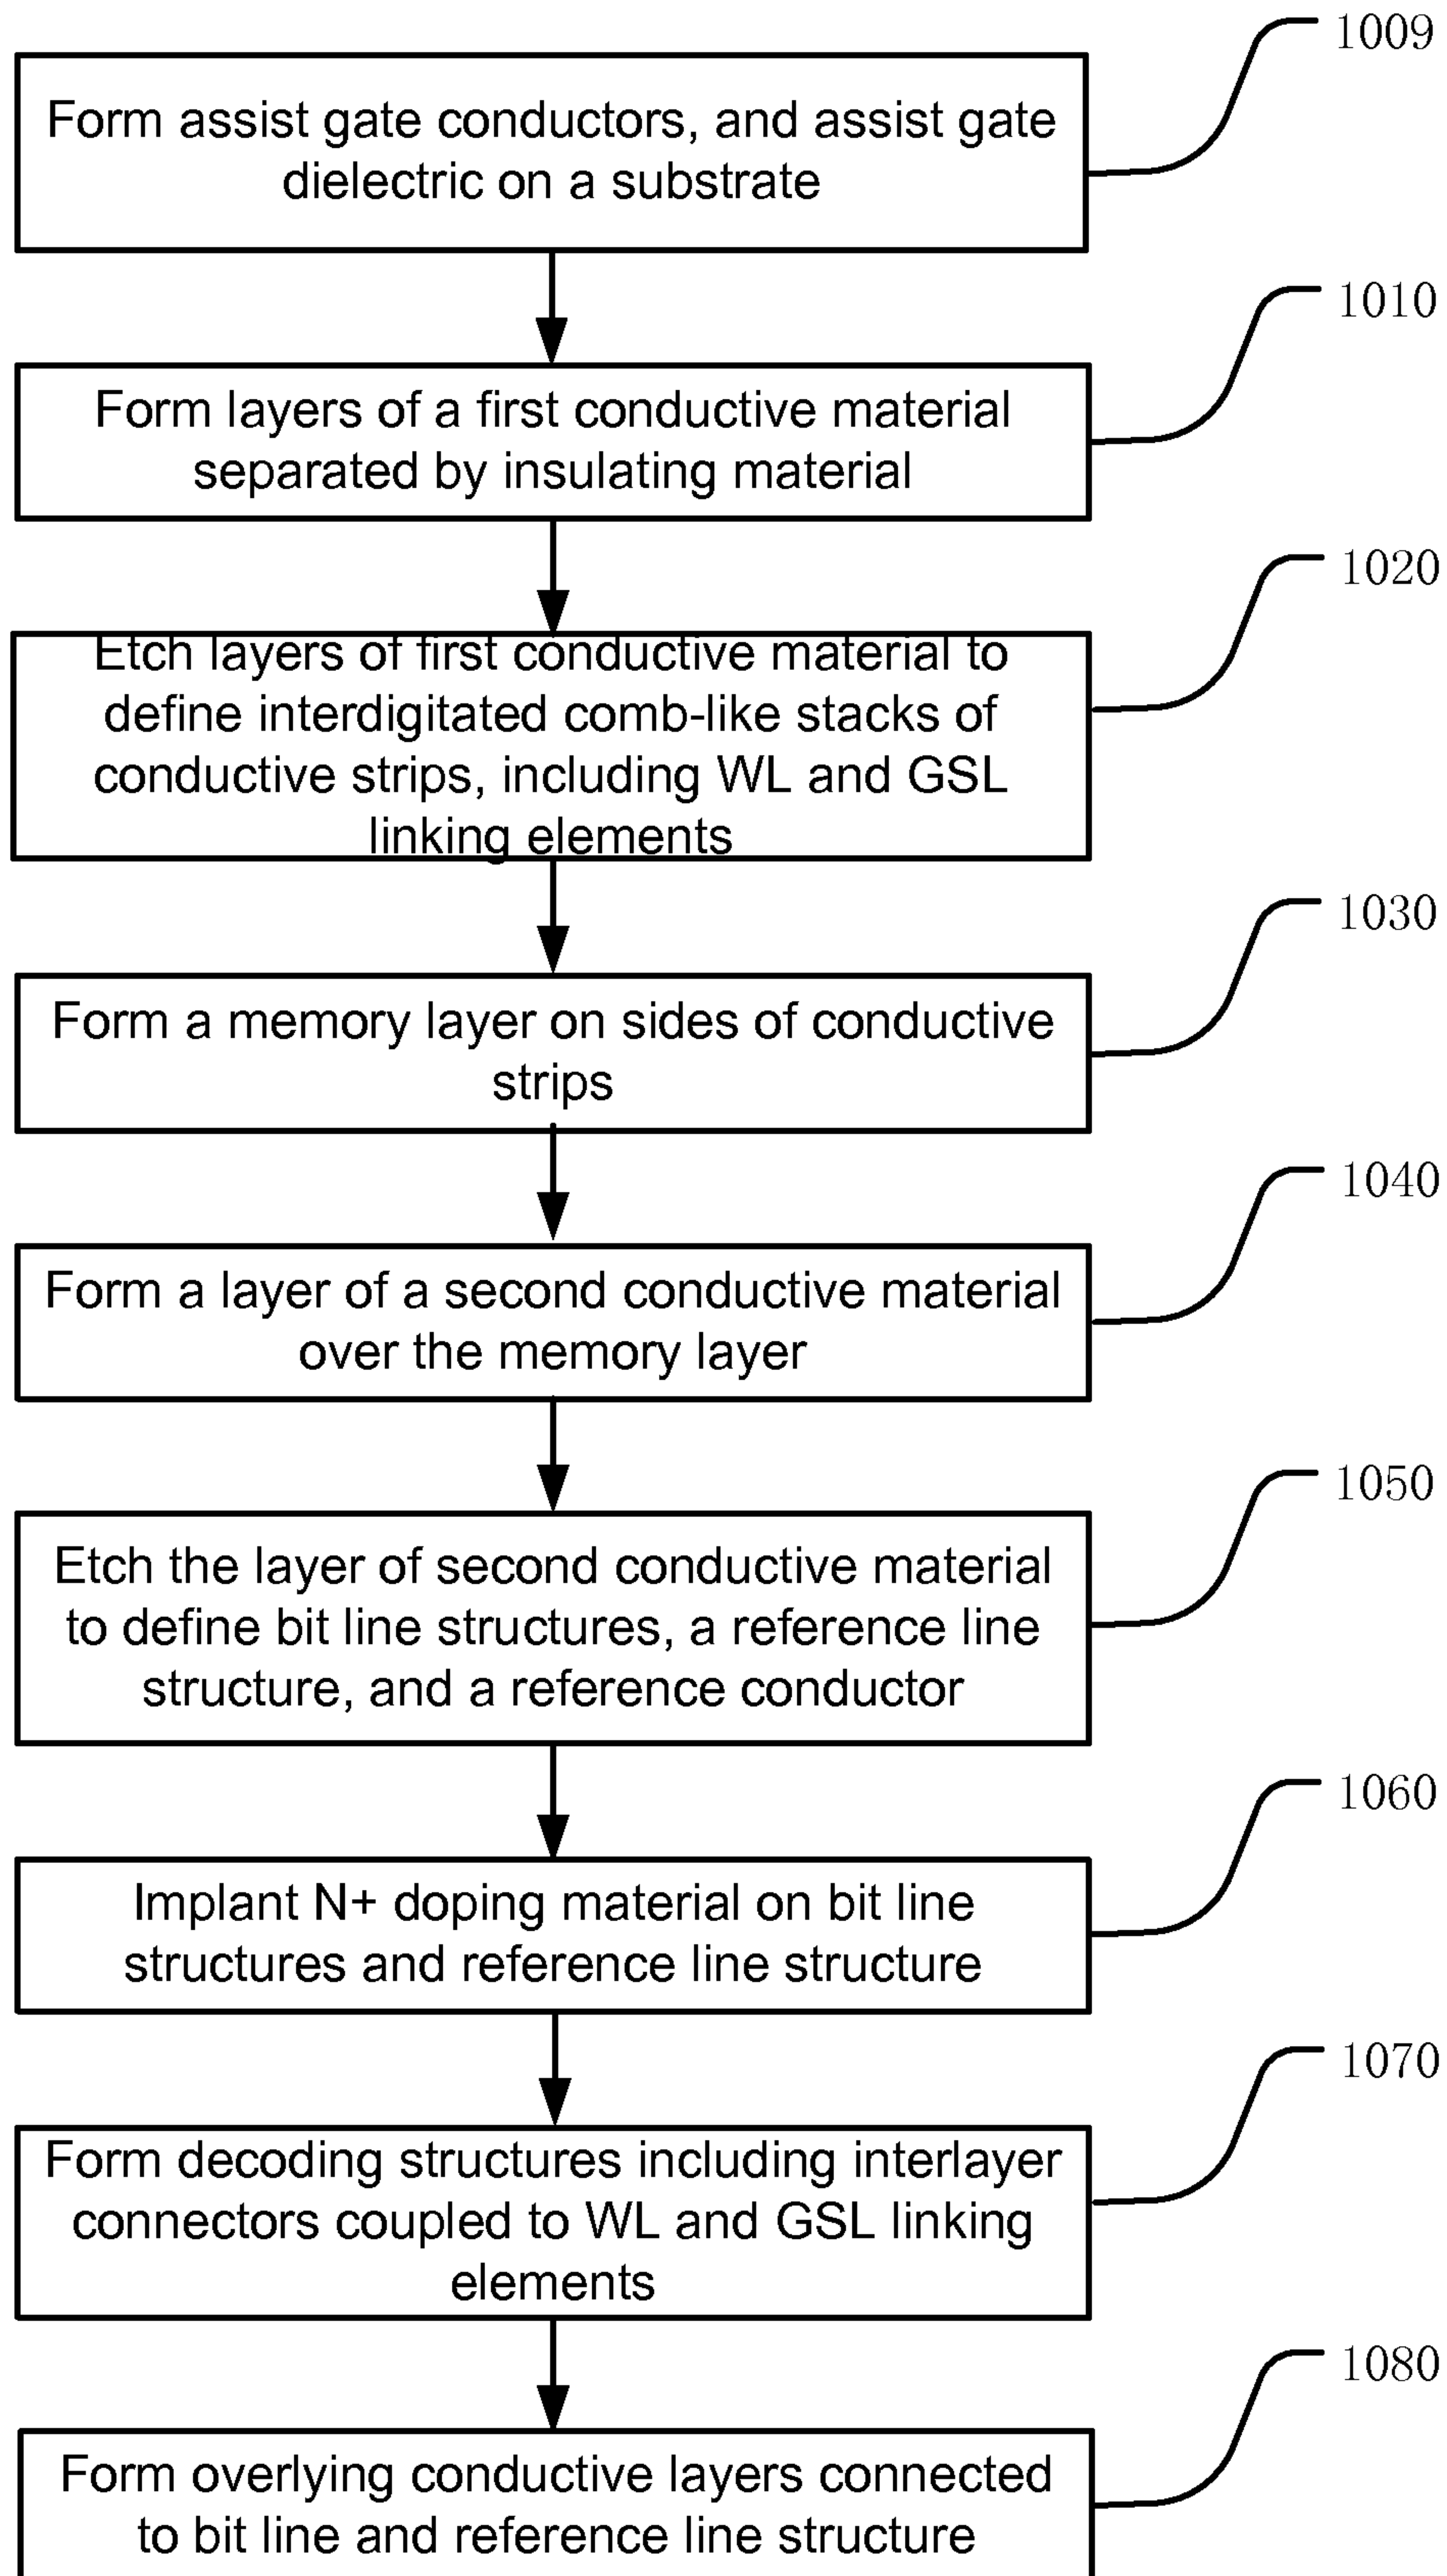 1009
Form assist gate conductors, and assist gate
dielectric on a substrate
1010
Form layers of a first conductive material
separated by insulating material
1020
Etch layers of first conductive material to
define interdigitated comb-like stacks of
conductive strips, including WL and GSL
linking elements
1030
Form a memory layer on sides of conductive
strips
1040
Form a layer of a second conductive material
over the memory layer
1050
Etch the layer of second conductive material
to define bit line structures, a reference line
structure, and a reference conductor
1060
Implant N+ doping material on bit line
structures and reference line structure
1070
Form decoding structures including interlayer
connectors coupled to WL and GSL linking
elements
1080
Form overlying conductive layers connected
to bit line and reference line structure